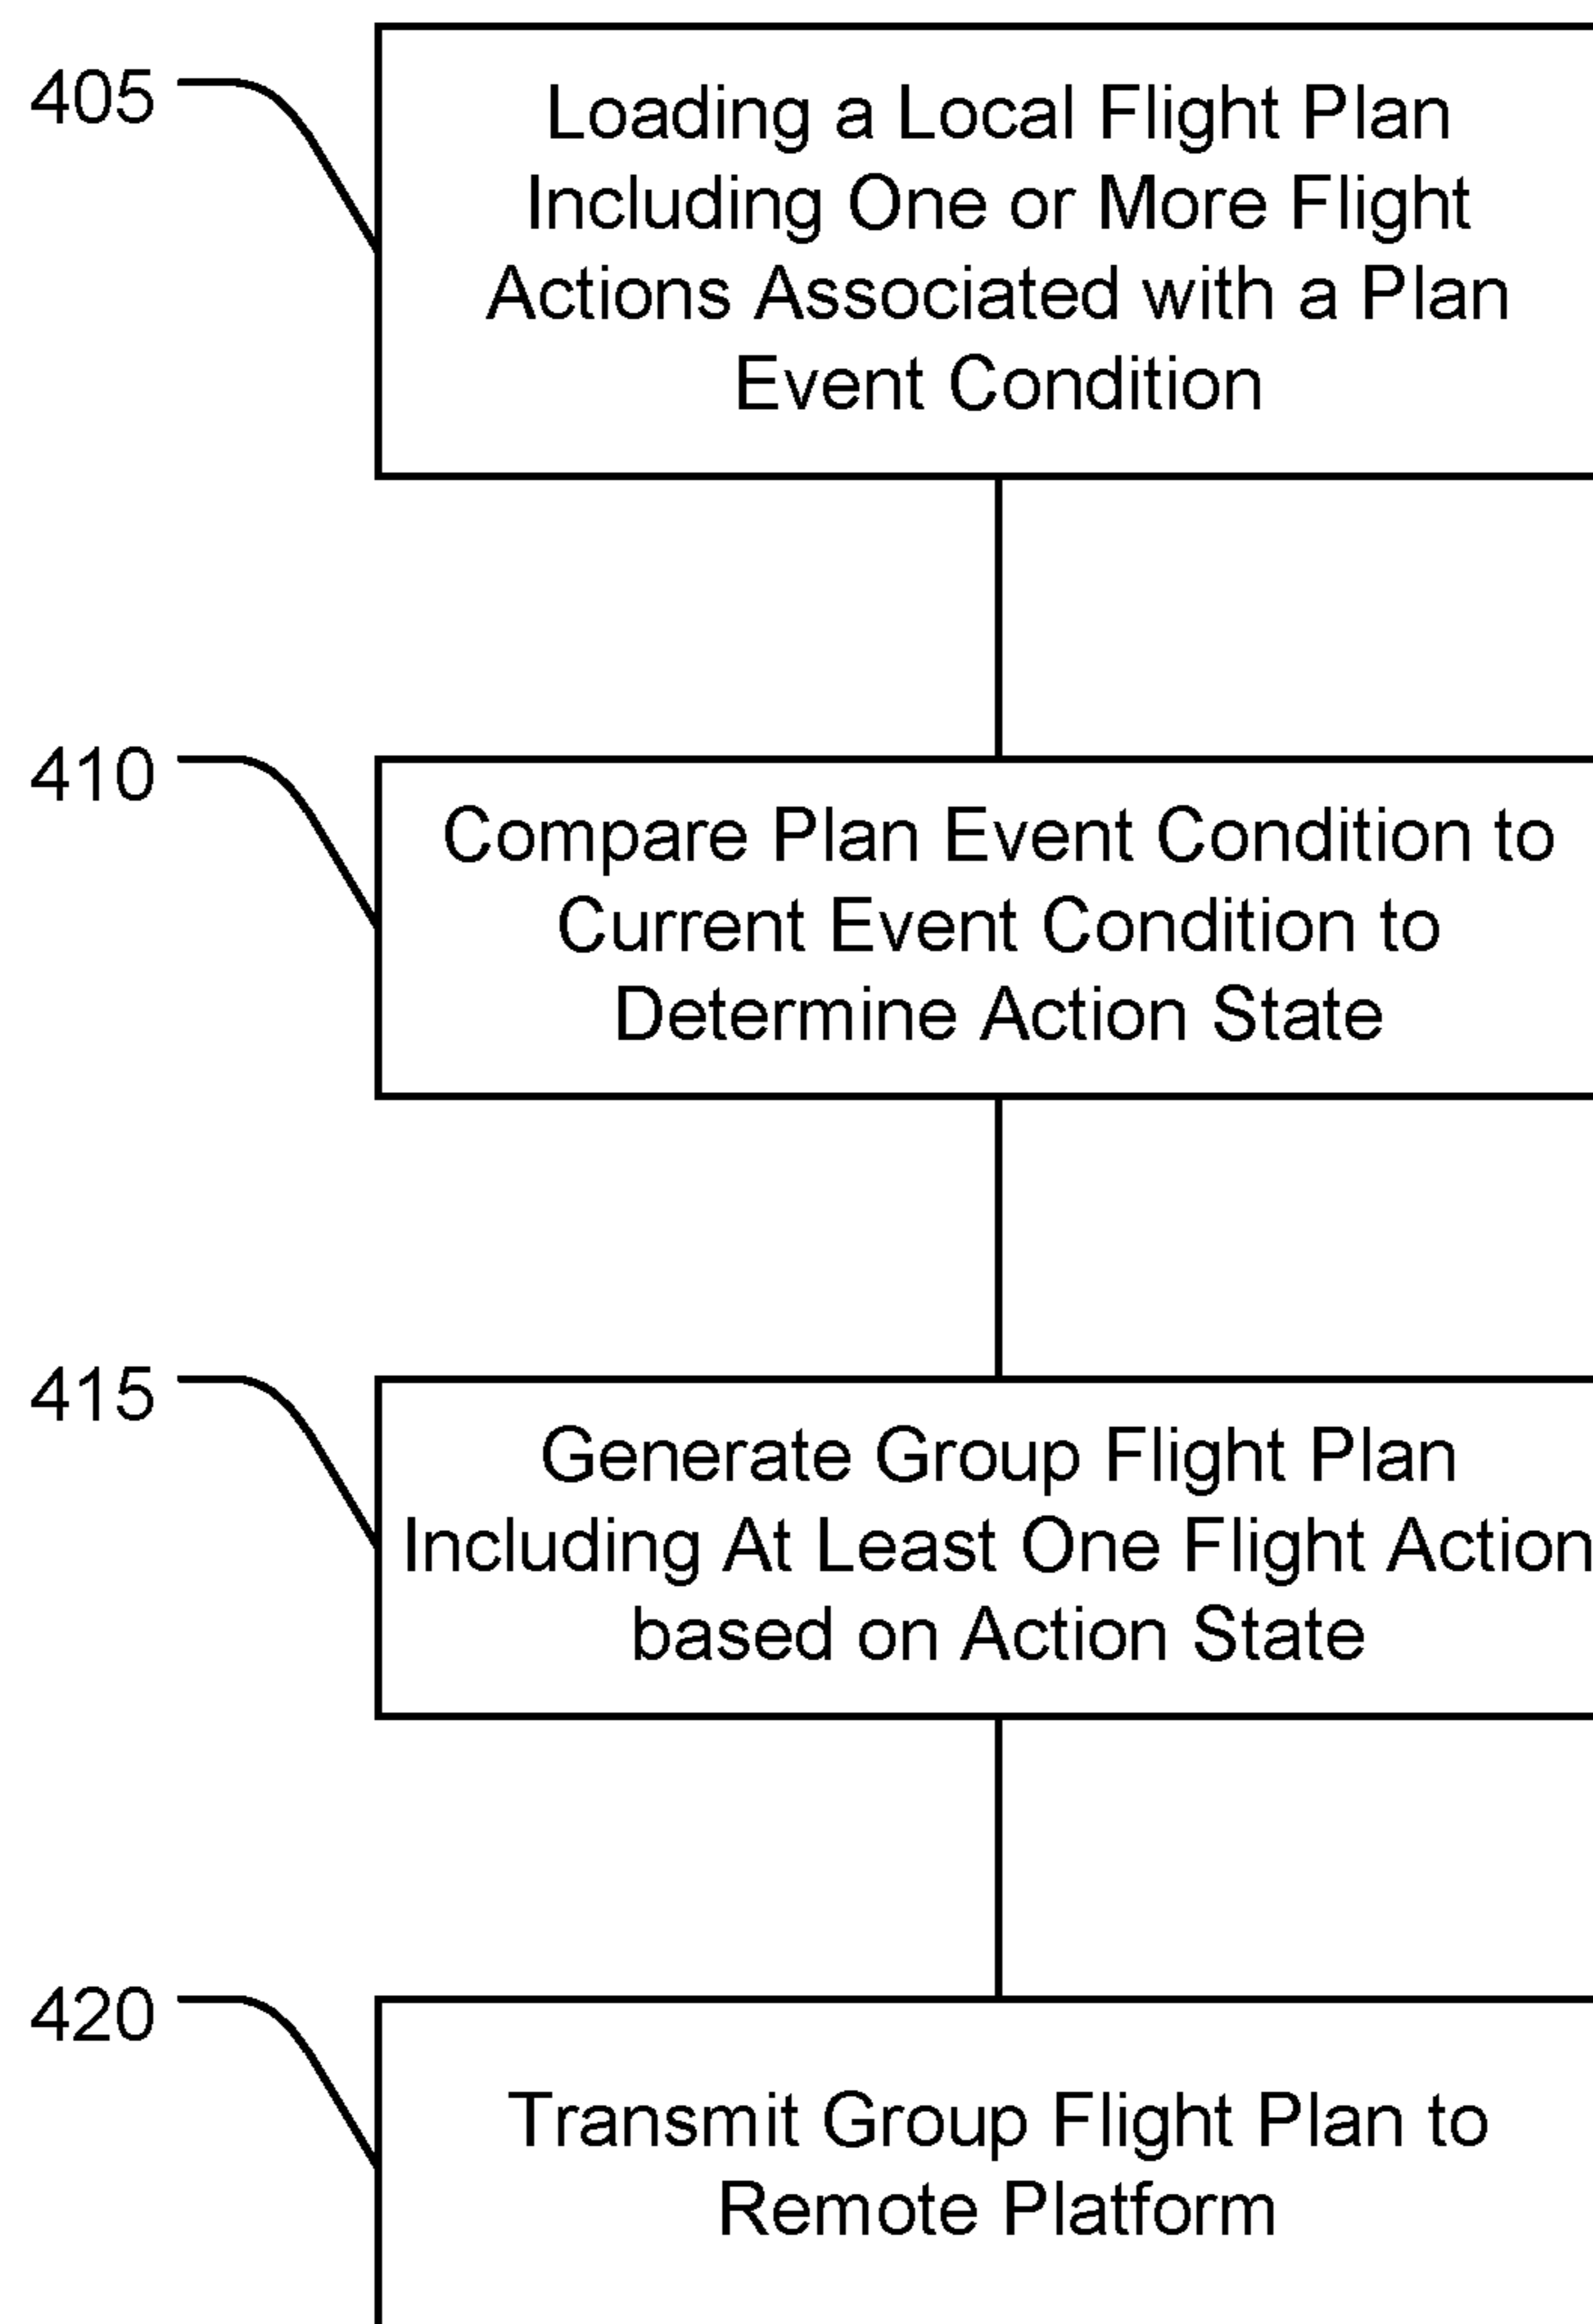 405
Loading a Local Flight Plan
Including One or More Flight
Actions Associated with a Plan
Event Condition
410
Compare Plan Event Condition to
Current Event Condition to
Determine Action State
415
Generate Group Flight Plan
Including At Least One Flight Action
based on Action State
420
Transmit Group Flight Plan to
Remote Platform